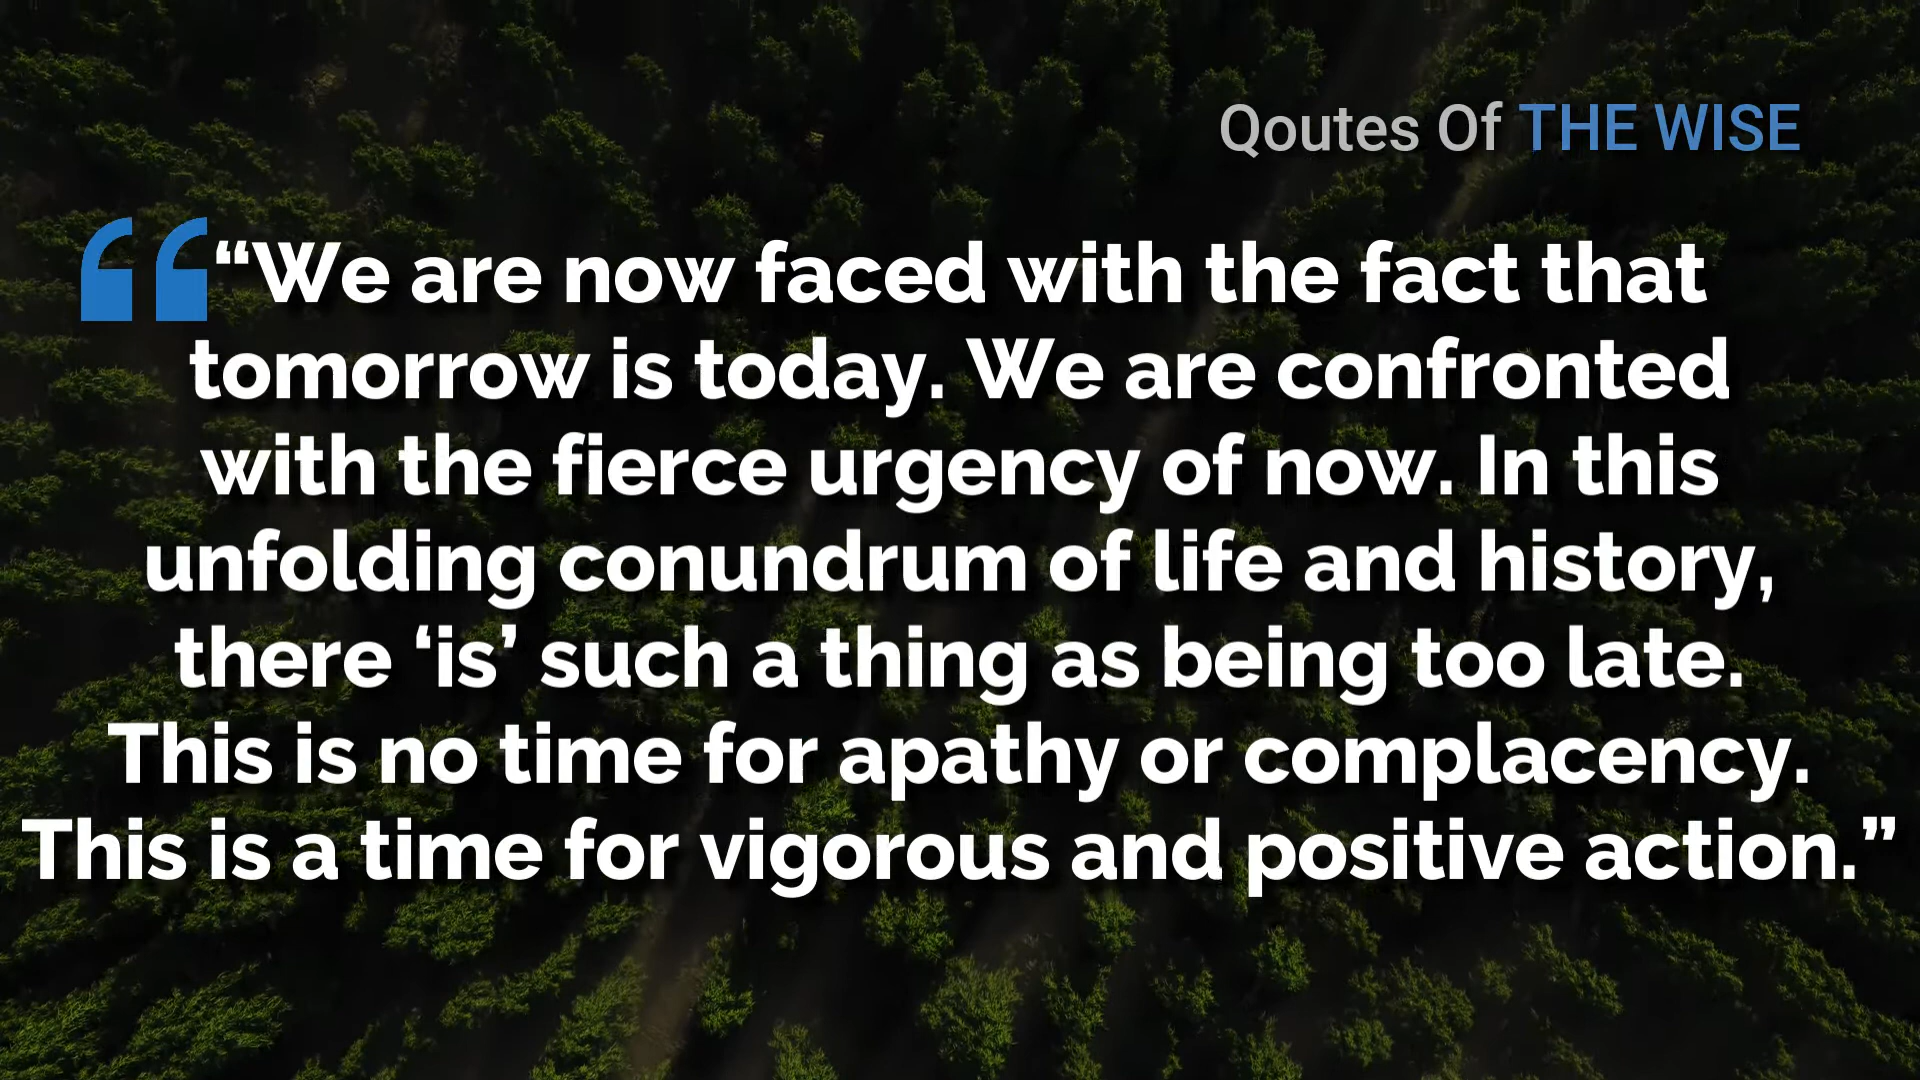 Qoutes Of THE WISE
“We are now faced with the fact that
tomorrow is today. We are confronted
with the fierce urgency of now. In this
unfolding conundrum of life and history,
there ‘is’ such a thing as being too late.
This is no time for apathy or complacency.
This is a time for vigorous and positive action.”